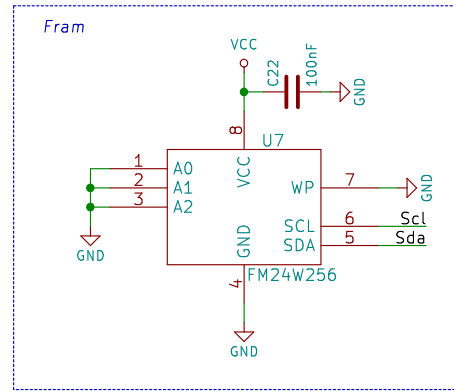 Fram
VCC
C22
100nF
GND
8
U7
1
A0
VCC
2
A1
WP
7
GND
3
A2
SCL
6
Scl
GND
SDA
5
Sda
GND
4
FM24W256
GND